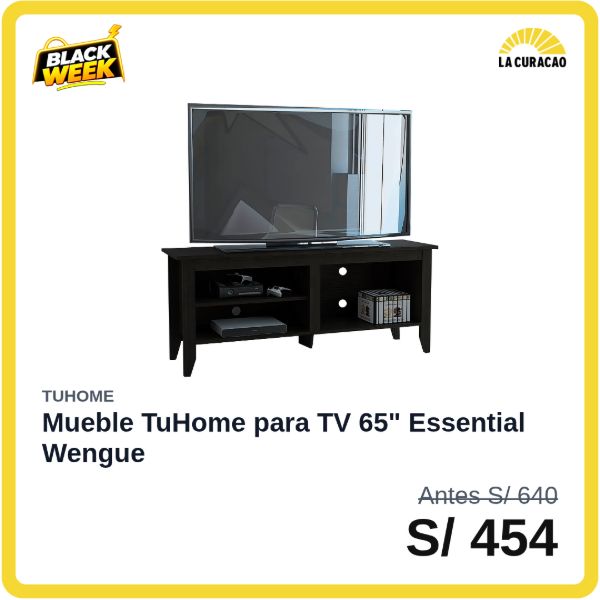 BLACK
WEEK
LA CURACAO
TUHOME
Mueble TuHome para TV 65" Essential
Wengue
Antes S/ 640
S/ 454